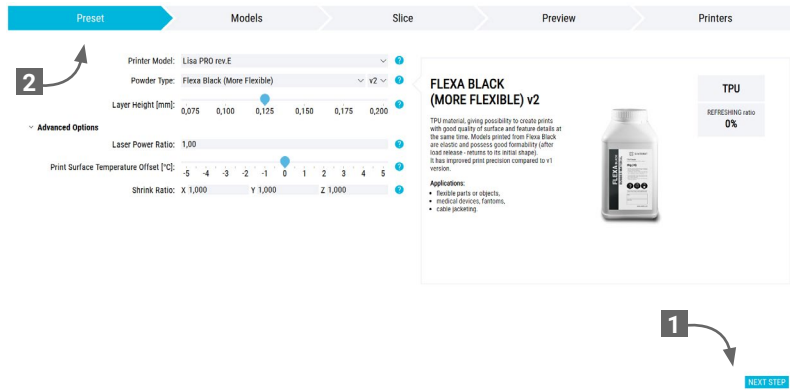 Preset
Models
Slice
Preview
Printers
2
Printer Model: Lisa PRO rev.E
Powder Type: Flexa Black (More Flexible) v2
Layer Height [mm]:
0,075 0,100 0,125 0,150 0,175 0,200
Advanced Options
Laser Power Ratio: 1,00
Print Surface Temperature Offset [°C]:
-5 -4 -3 -2 -1 0 1 2 3 4 5
Shrink Ratio: X 1,000 Y 1,000 Z 1,000
FLEXA BLACK
(MORE FLEXIBLE) v2
TPU material, giving possibility to create prints
with good quality of surface and feature details at
the same time. Models printed from Flexa Black
are elastic and possess good formability (after
load release - returns to its initial shape).
It has improved print precision compared to v1
version.
Applications:
• flexible parts or objects,
• medical devices, fantoms,
• cable jacketing.
FLEXA
TPU
REFRESHING ratio
0%
1
NEXT STEP